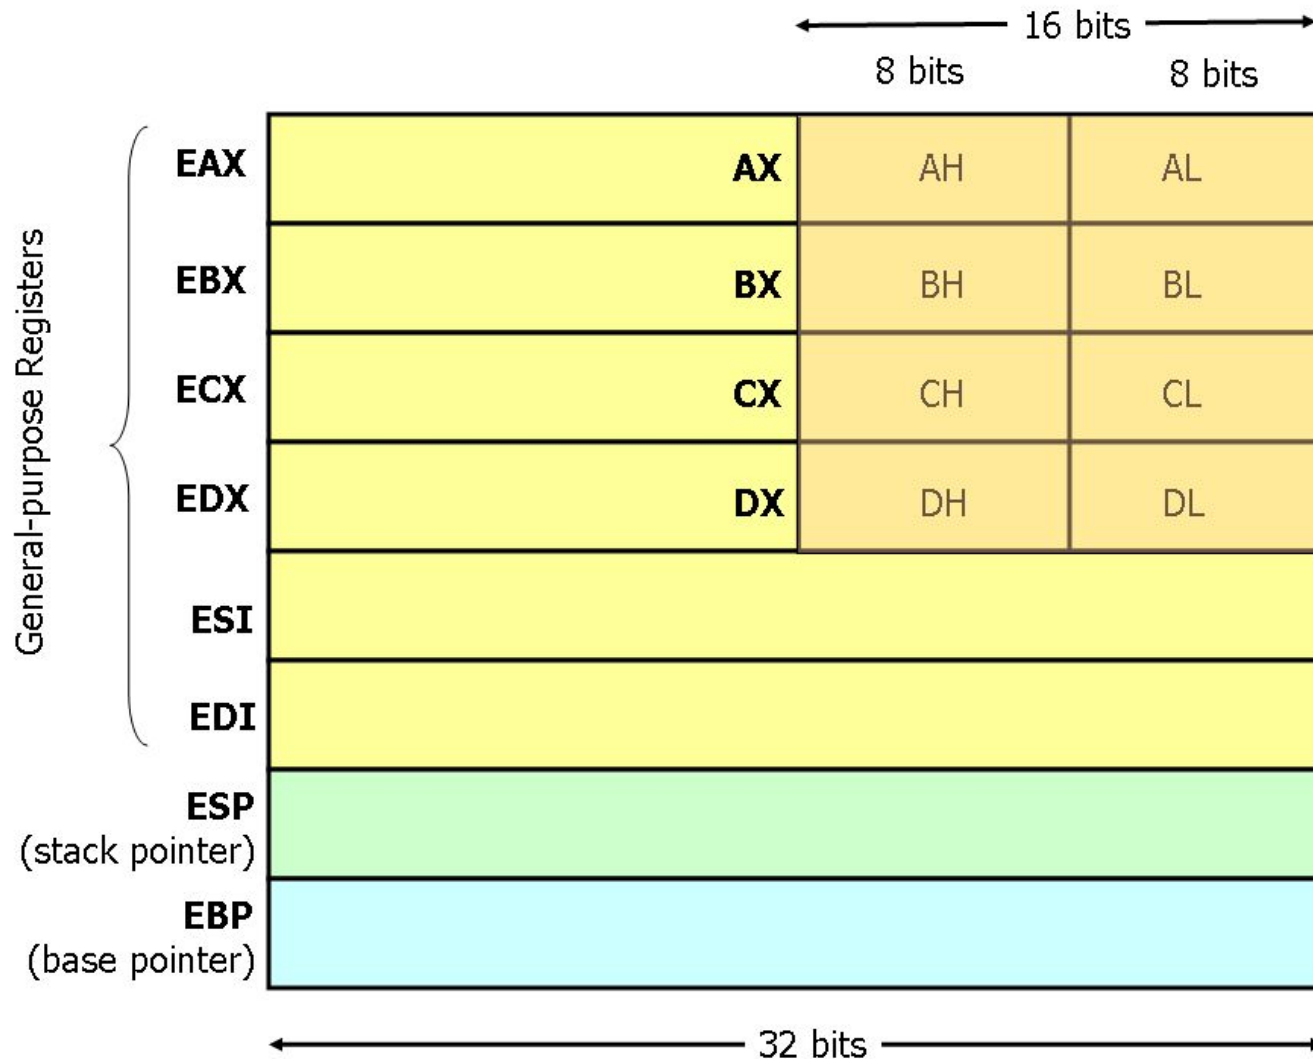 16 bits
8 bits 8 bits
General-purpose Registers
EAX AX AH AL
EBX BX BH BL
ECX CX CH CL
EDX DX DH DL
ESI
EDI
ESP
(stack pointer)
EBP
(base pointer)
32 bits